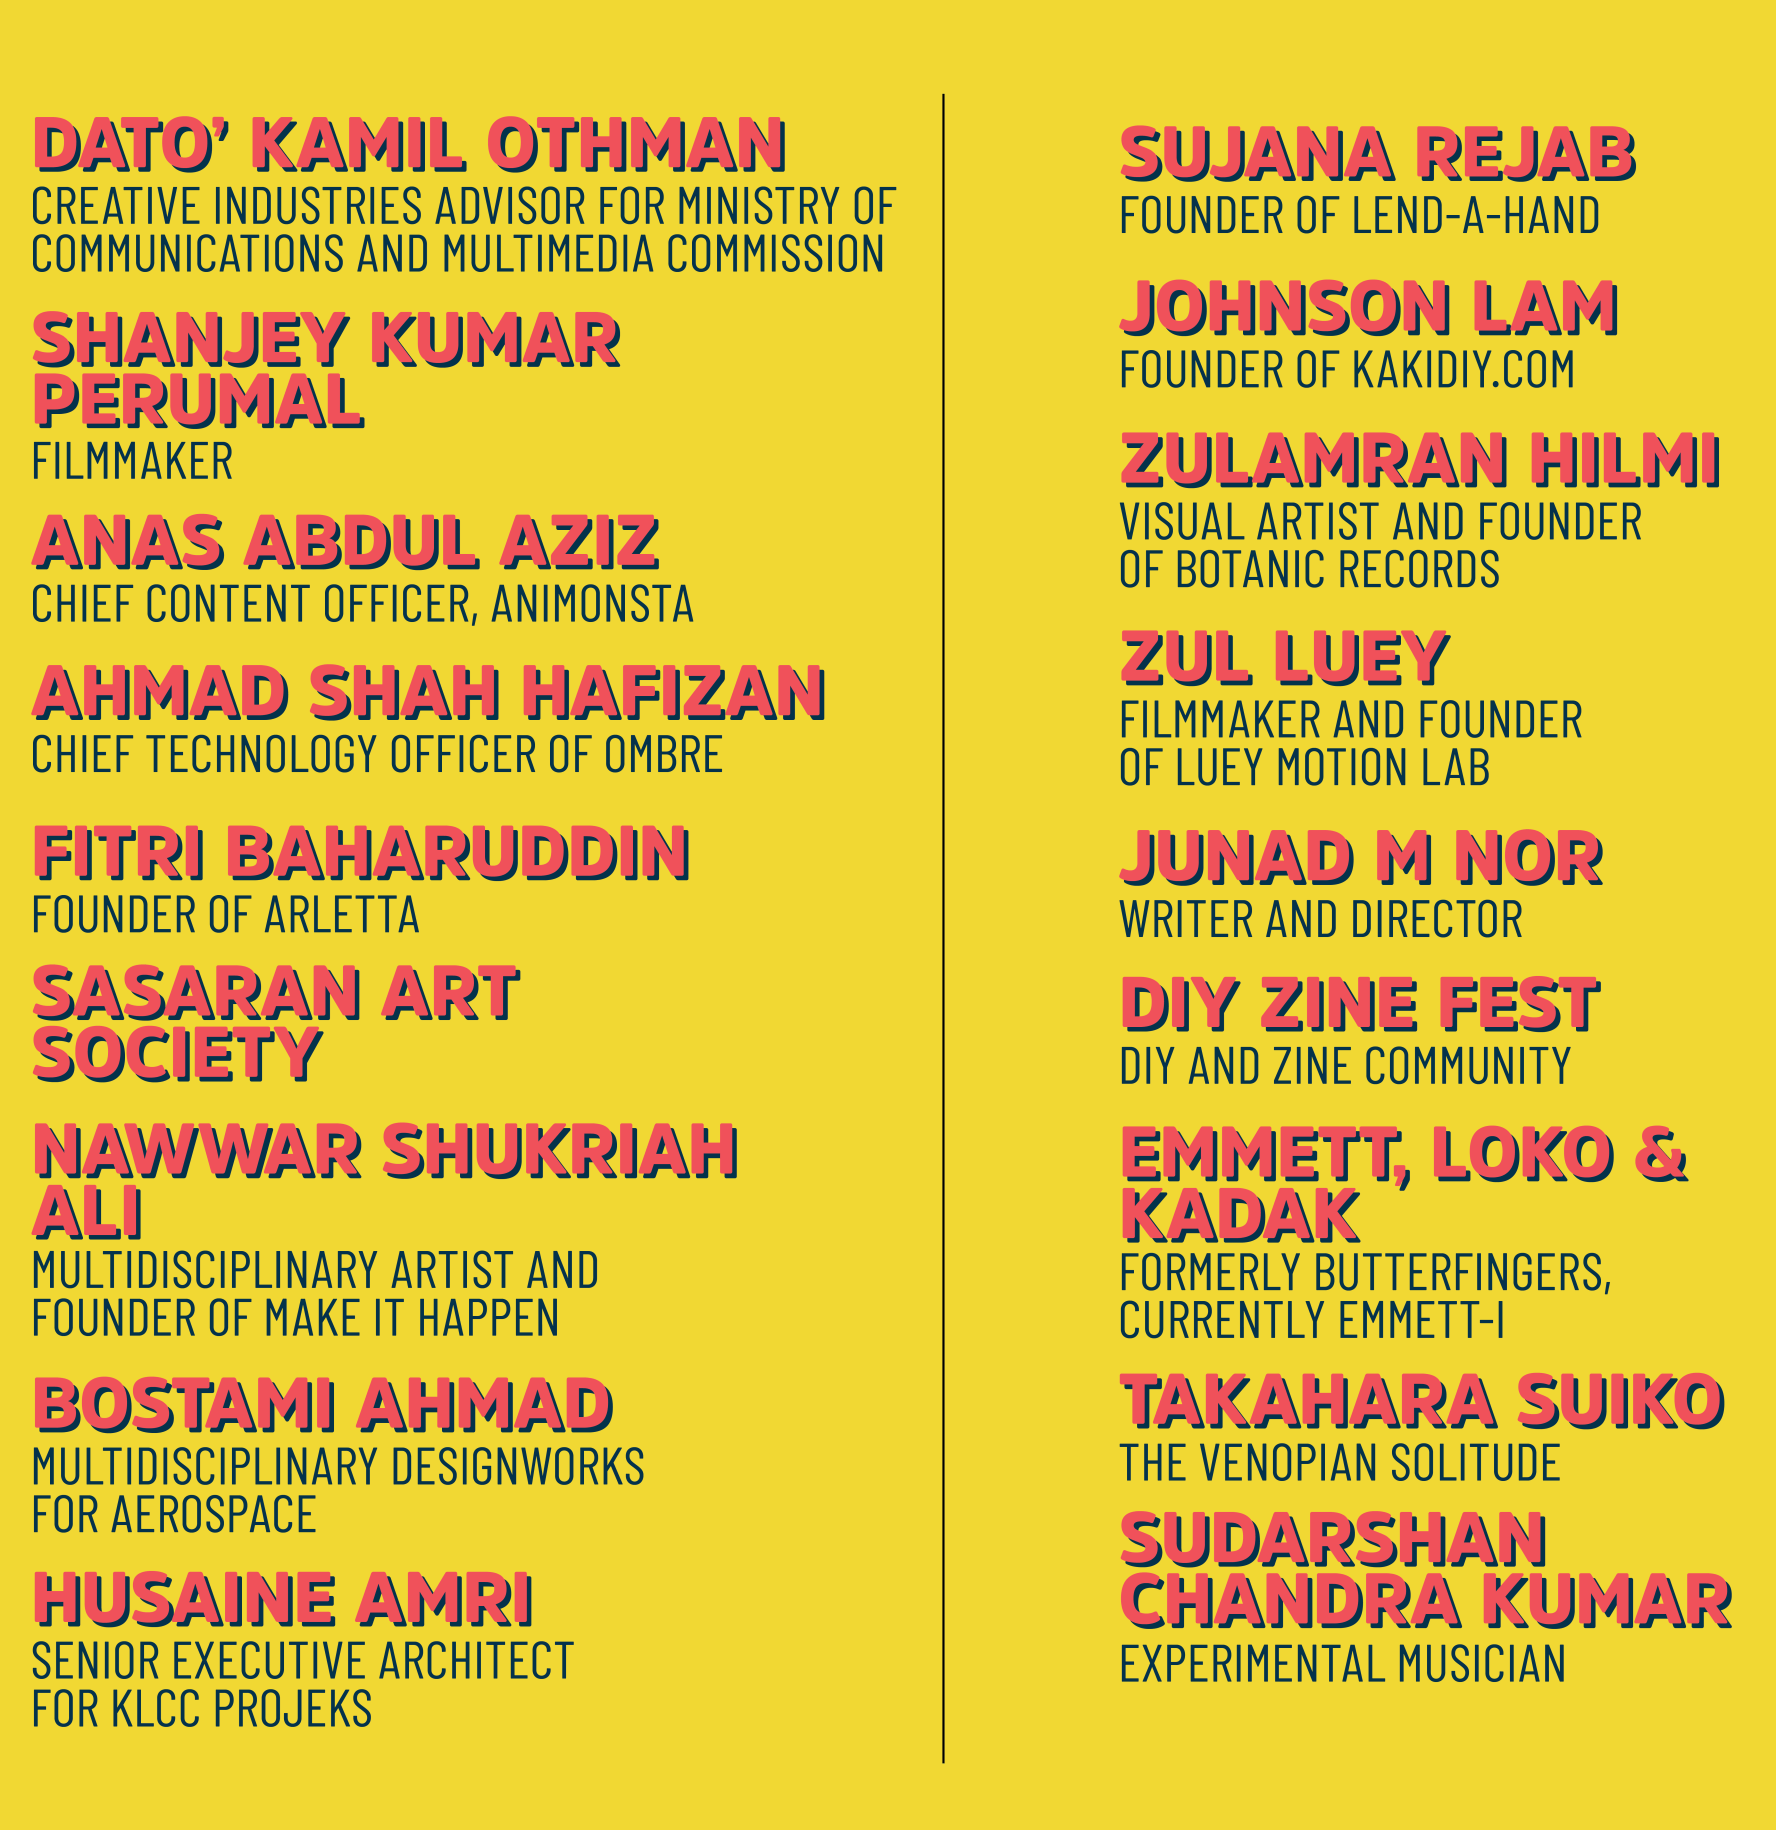 DATO’ KAMIL OTHMAN
CREATIVE INDUSTRIES ADVISOR FOR MINISTRY OF
COMMUNICATIONS AND MULTIMEDIA COMMISSION
SHANJEY KUMAR
PERUMAL
FILMMAKER
ANAS ABDUL AZIZ
CHIEF CONTENT OFFICER, ANIMONSTA
AHMAD SHAH HAFIZAN
CHIEF TECHNOLOGY OFFICER OF OMBRE
FITRI BAHARUDDIN
FOUNDER OF ARLETTA
SASARAN ART
SOCIETY
NAWWAR SHUKRIAH
ALI
MULTIDISCIPLINARY ARTIST AND
FOUNDER OF MAKE IT HAPPEN
BOSTAMI AHMAD
MULTIDISCIPLINARY DESIGNWORKS
FOR AEROSPACE
HUSAINE AMRI
SENIOR EXECUTIVE ARCHITECT
FOR KLCC PROJEKS
SUJANA REJAB
FOUNDER OF LEND-A-HAND
JOHNSON LAM
FOUNDER OF KAKIDIY.COM
ZULAMRAN HILMI
VISUAL ARTIST AND FOUNDER
OF BOTANIC RECORDS
ZUL LUEY
FILMMAKER AND FOUNDER
OF LUEY MOTION LAB
JUNAD M NOR
WRITER AND DIRECTOR
DIY ZINE FEST
DIY AND ZINE COMMUNITY
EMMETT, LOKO &
KADAK
FORMERLY BUTTERFINGERS,
CURRENTLY EMMETT-I
TAKAHARA SUIKO
THE VENOPIAN SOLITUDE
SUDARSHAN
CHANDRA KUMAR
EXPERIMENTAL MUSICIAN